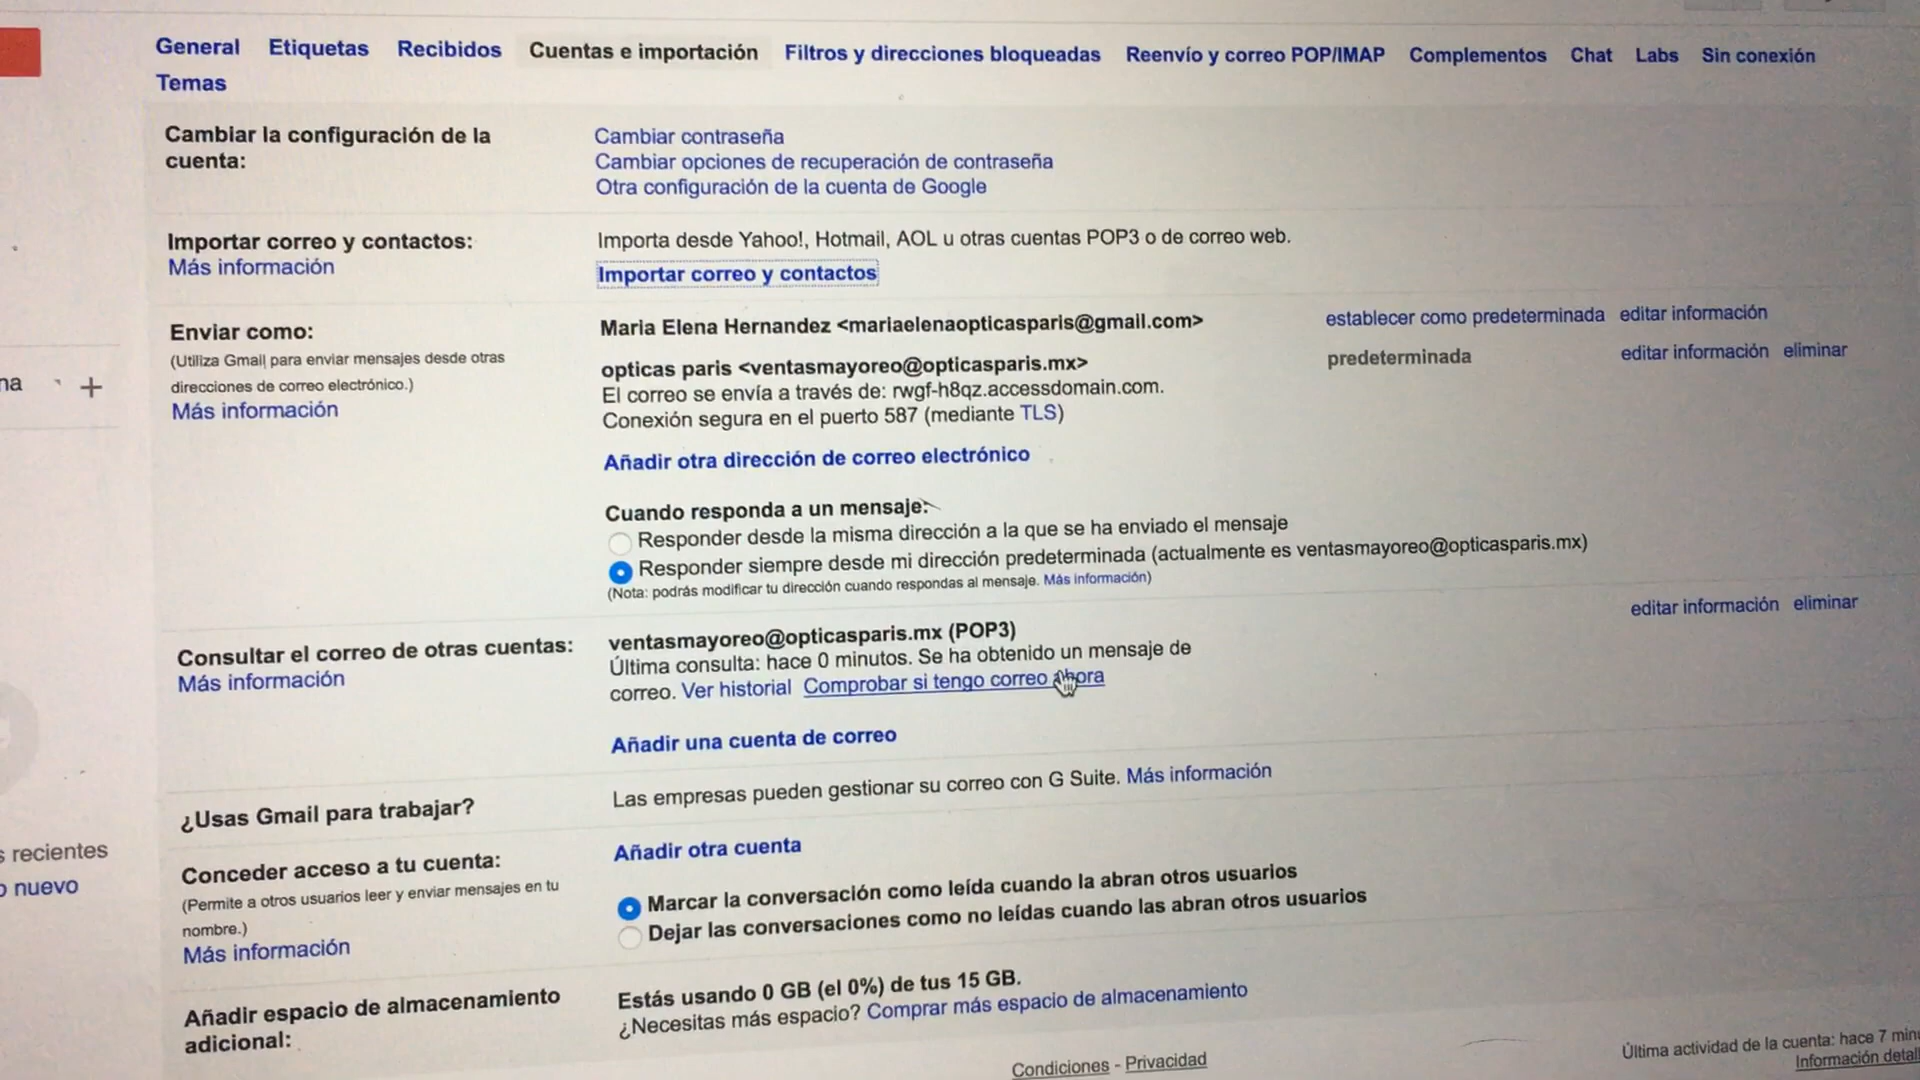 General Etiquetas Recibidos Cuentas e importación Filtros y direcciones bloqueadas Reenvío y correo POP/IMAP Complementos Chat Labs Sin conexión
Temas
Cambiar la configuración de la
cuenta:
Cambiar contraseña
Cambiar opciones de recuperación de contraseña
Otra configuración de la cuenta de Google
Importar correo y contactos:
Más información
Importa desde Yahoo!, Hotmail, AOL u otras cuentas POP3 o de correo web.
Importar correo y contactos
Enviar como:
(Utiliza Gmail para enviar mensajes desde otras
direcciones de correo electrónico.)
Más información
Maria Elena Hernandez <mariaelenaopticasparis@gmail.com>
establecer como predeterminada editar información
opticas paris <ventasmayoreo@opticasparis.mx>
predeterminada editar información eliminar
El correo se envía a través de: rwgf-h8qz.accessdomain.com.
Conexión segura en el puerto 587 (mediante TLS)
Añadir otra dirección de correo electrónico
Cuando responda a un mensaje:
Responder desde la misma dirección a la que se ha enviado el mensaje
Responder siempre desde mi dirección predeterminada (actualmente es ventasmayoreo@opticasparis.mx)
(Nota: podrás modificar tu dirección cuando respondas al mensaje. Más información)
Consultar el correo de otras cuentas:
Más información
ventasmayoreo@opticasparis.mx (POP3)
editar información eliminar
Última consulta: hace 0 minutos. Se ha obtenido un mensaje de
correo. Ver historial Comprobar si tengo correo ahora
Añadir una cuenta de correo
¿Usas Gmail para trabajar?
Las empresas pueden gestionar su correo con G Suite. Más información
Conceder acceso a tu cuenta:
(Permite a otros usuarios leer y enviar mensajes en tu
nombre.)
Más información
Añadir otra cuenta
Marcar la conversación como leída cuando la abran otros usuarios
Dejar las conversaciones como no leídas cuando las abran otros usuarios
Añadir espacio de almacenamiento
adicional:
Estás usando 0 GB (el 0%) de tus 15 GB.
¿Necesitas más espacio? Comprar más espacio de almacenamiento
na +
s recientes
o nuevo
Condiciones - Privacidad
Última actividad de la cuenta: hace 7 min
Información detall